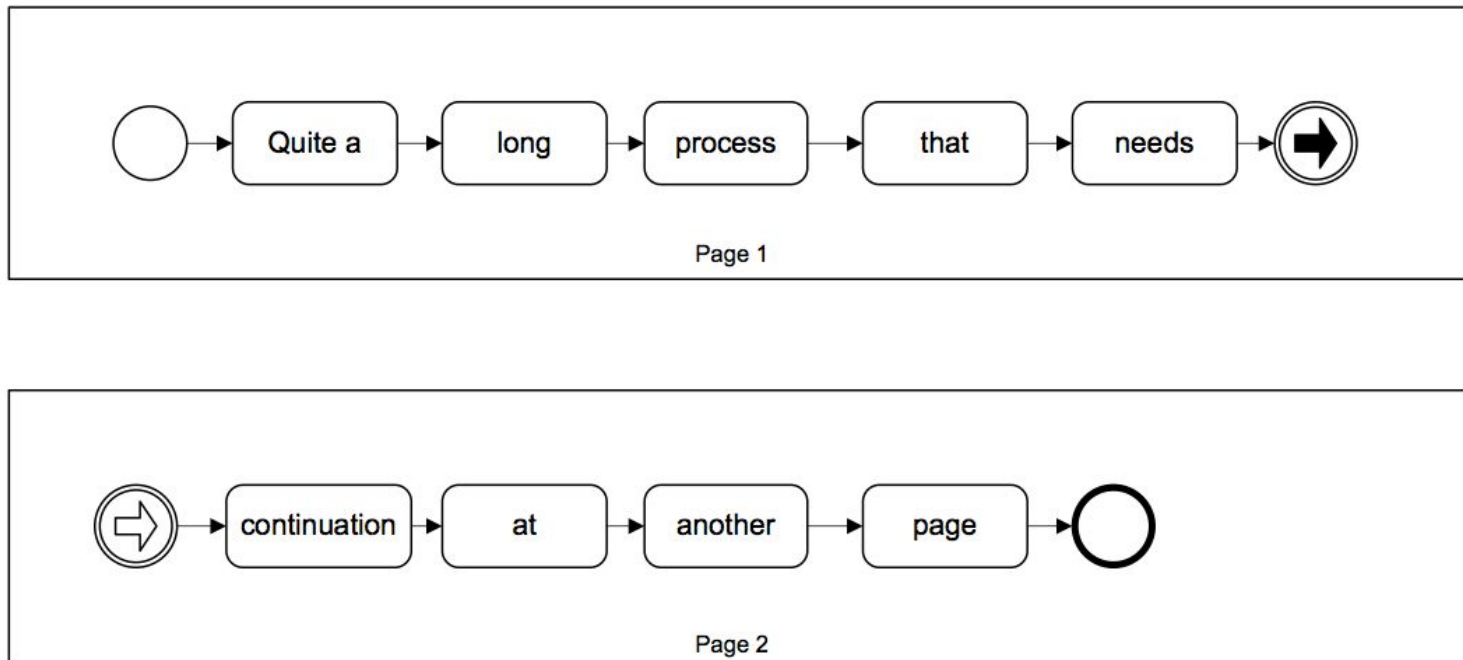 Quite a long process that needs
Page 1
continuation at another page
Page 2